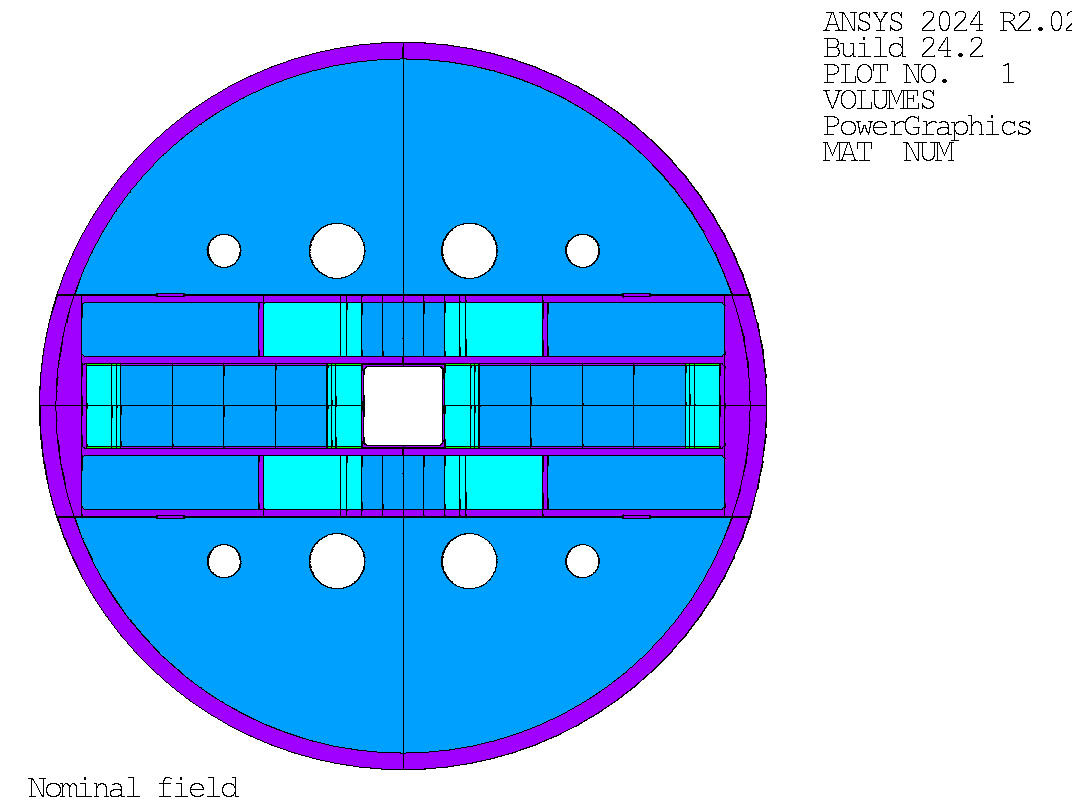 ANSYS 2024 R2.02
Build 24.2
PLOT NO. 1
VOLUMES
PowerGraphics
MAT NUM
Nominal field